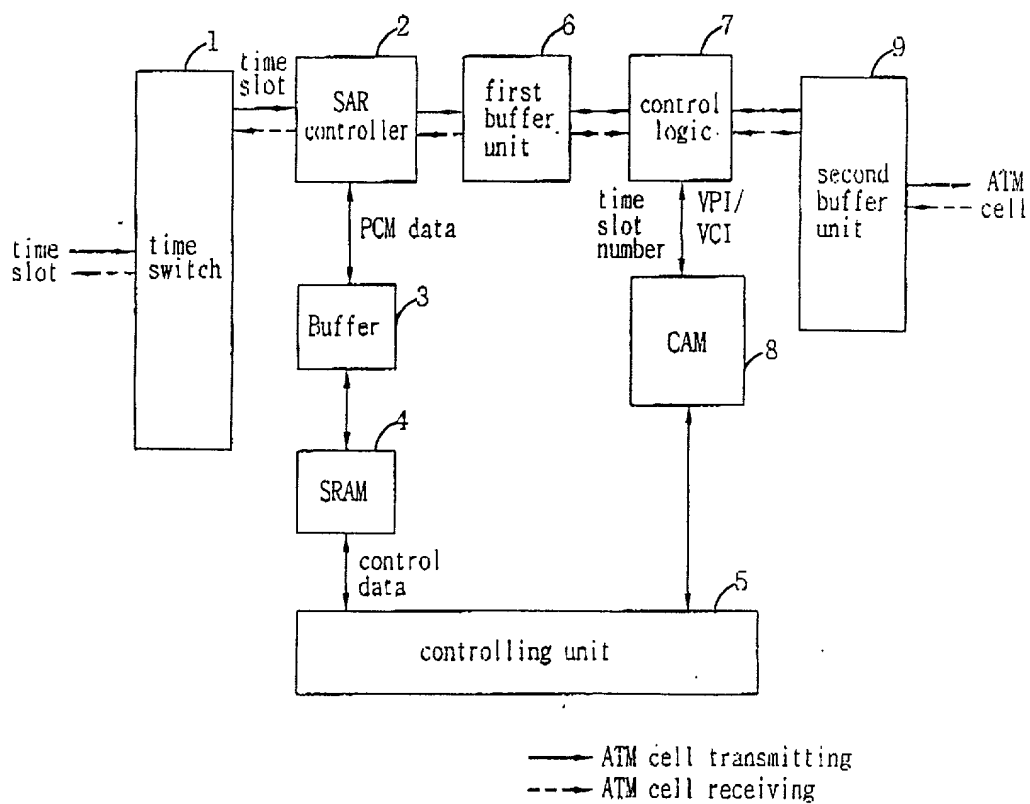 1
2
6
7
9
time
slot
SAR
controller
first
buffer
unit
control
logic
second
buffer
unit
ATM
cell
time
slot
time
switch
PCM data
time
slot
number
VPI/
VCI
Buffer
3
CAM
8
4
SRAM
control
data
5
controlling unit
ATM cell transmitting
ATM cell receiving